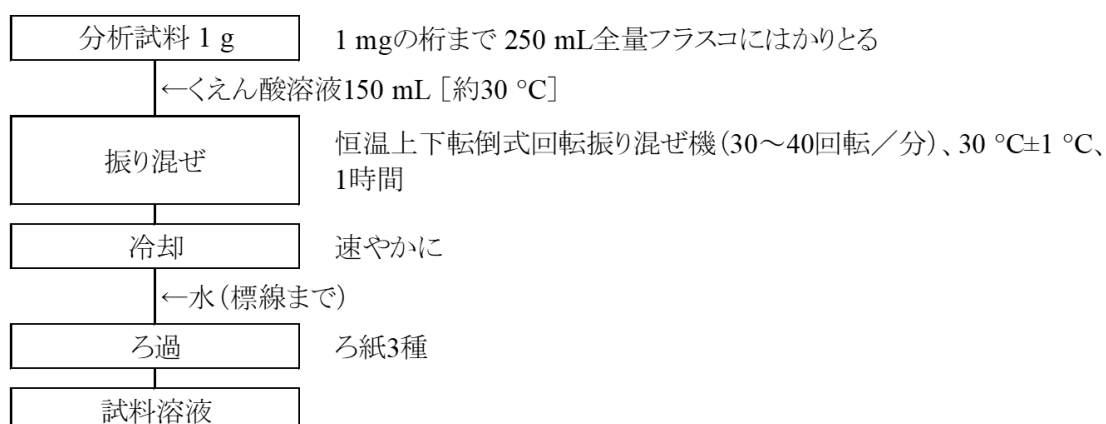 分析試料 1 g
1 mgの桁まで 250 mL全量フラスコにはかりとる
←くえん酸溶液150 mL [約30 °C]
振り混ぜ
恒温上下転倒式回転振り混ぜ機(30~40回転/分)、30 °C±1 °C、
1時間
冷却
速やかに
←水(標線まで)
ろ過
ろ紙3種
試料溶液